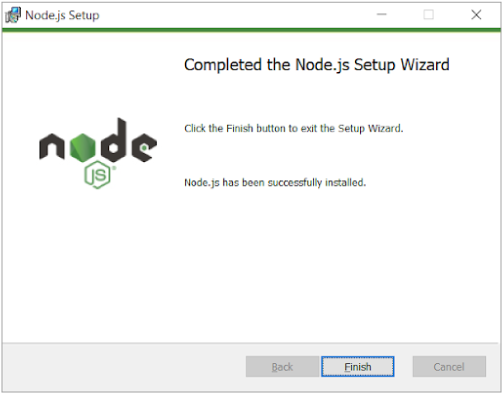 Node.js Setup
Completed the Node.js Setup Wizard
Click the Finish button to exit the Setup Wizard.
node
JS
Node.js has been successfully installed.
Back
Finish
Cancel